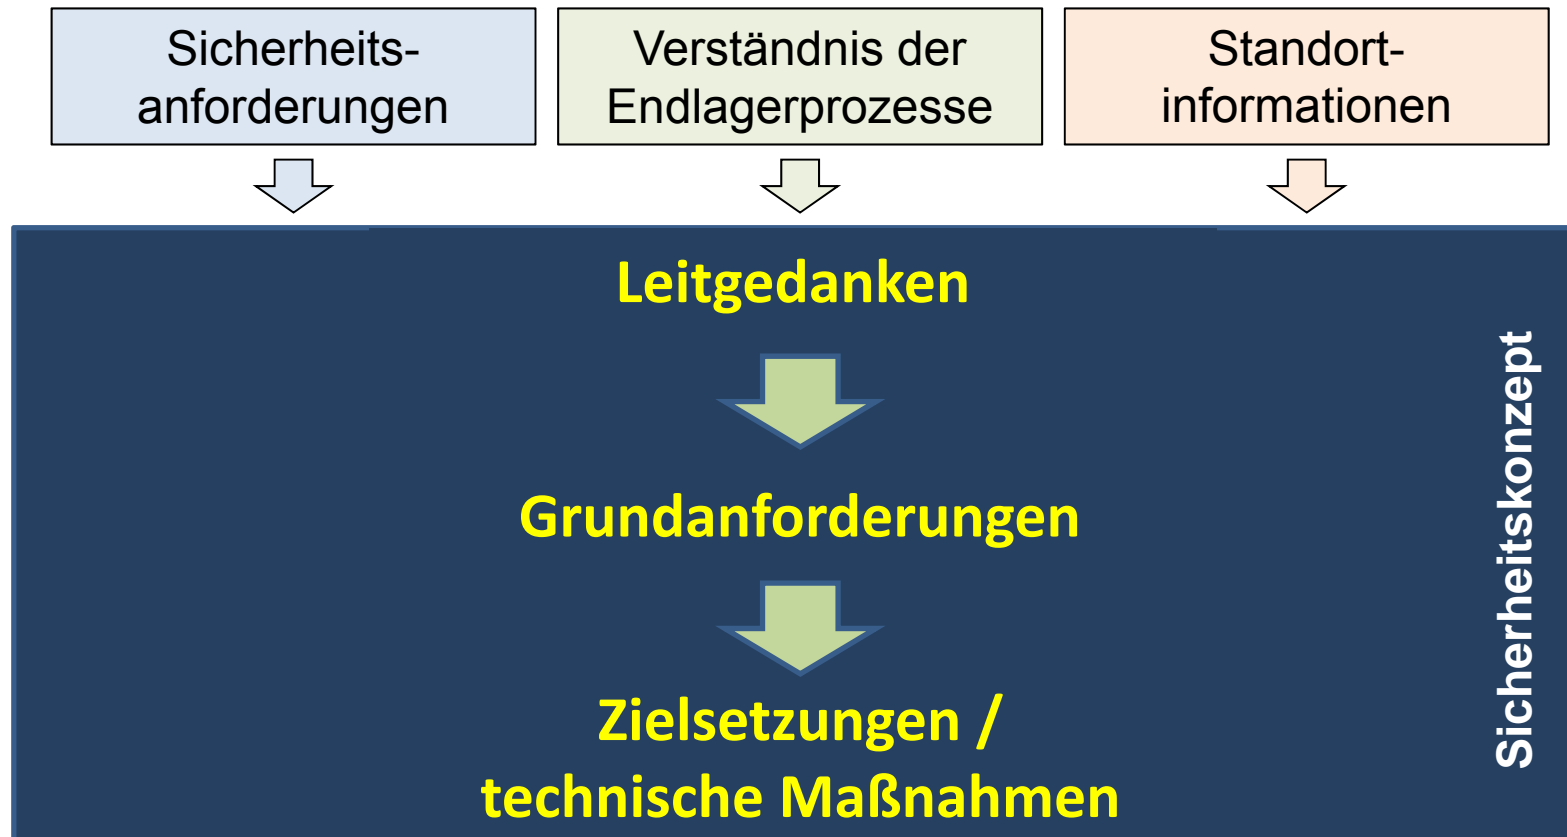 Sicherheits-
anforderungen
Verständnis der
Endlagerprozesse
Standort-
informationen
Leitgedanken
Grundanforderungen
Zielsetzungen /
technische Maßnahmen
Sicherheitskonzept